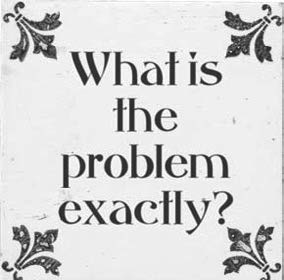 What is
the
problem
exactly?